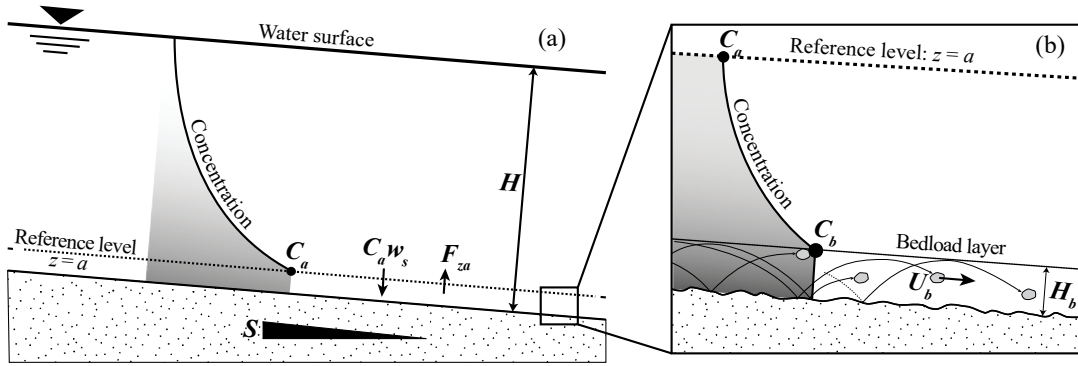 (a)
Water surface
Concentration
H
Reference level
z = a
C_a
C_a w_s
F_za
S
(b)
C_a
Reference level: z = a
Concentration
C_b
Bedload layer
U_b
H_b